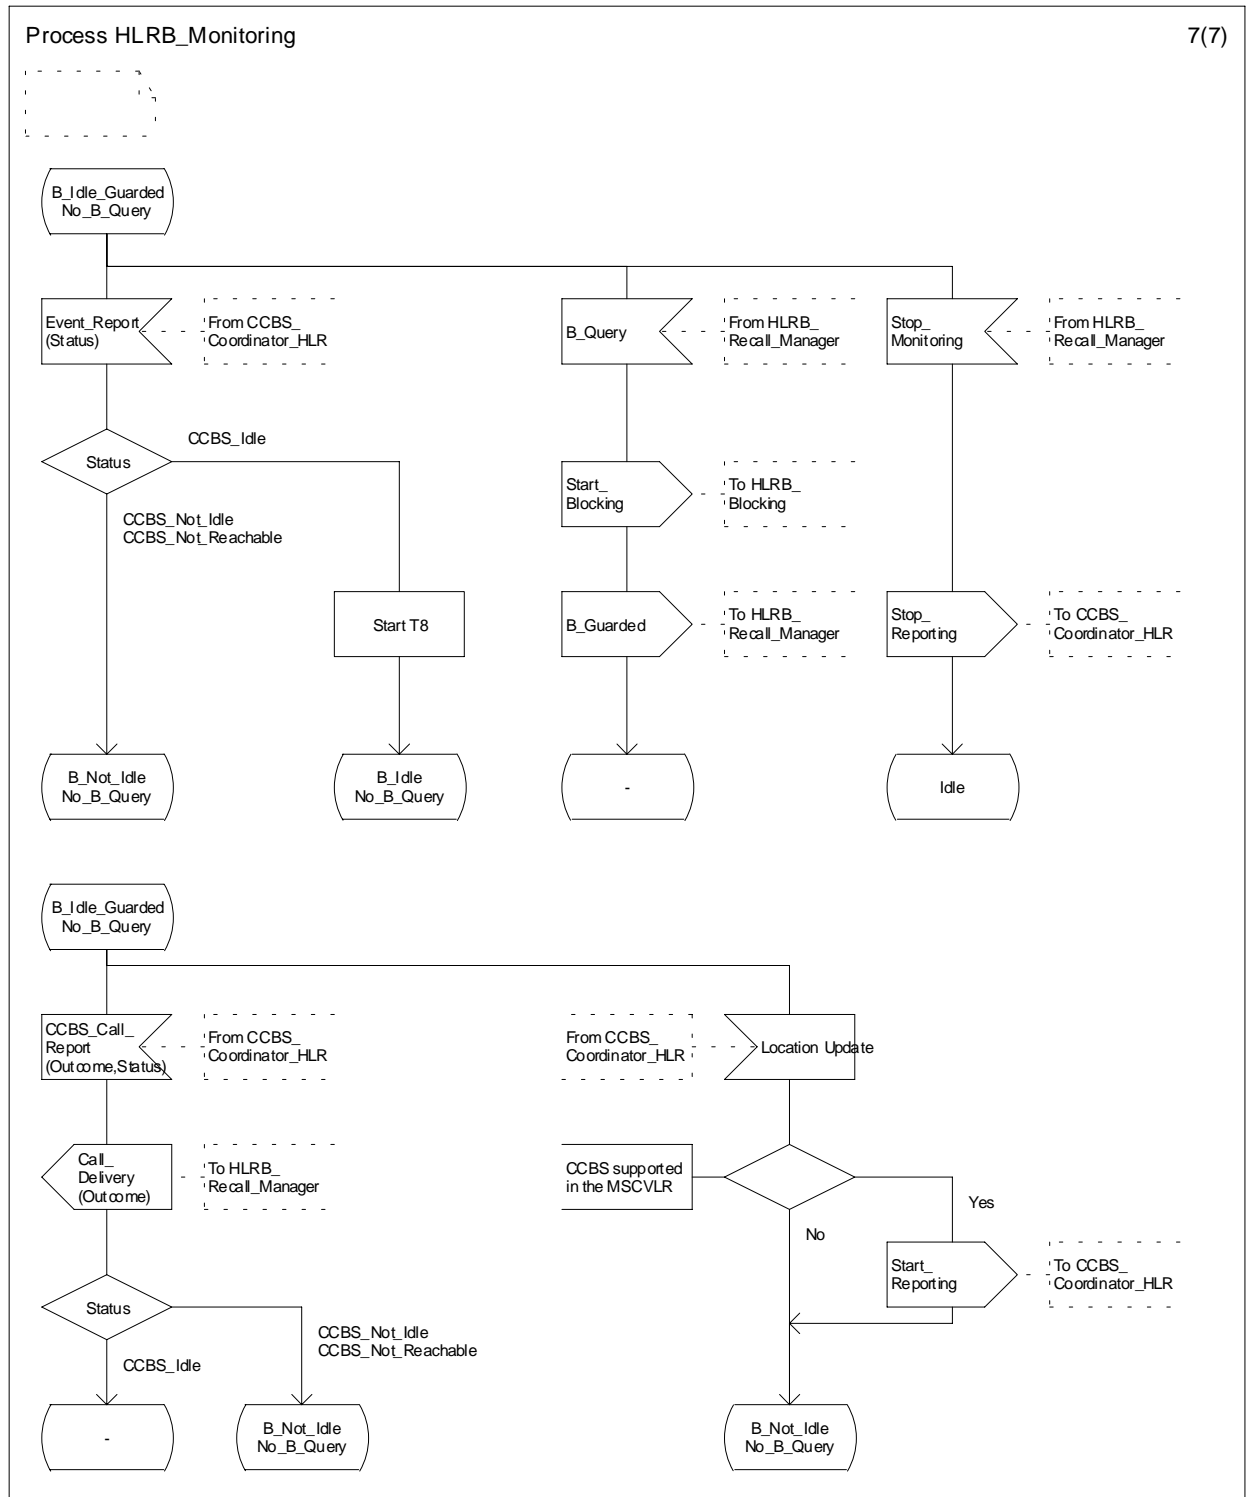 Process HLRB_Monitoring
7(7)
B_Idle_Guarded
No_B_Query
Event_Report
(Status)
From CCBS_
Coordinator_HLR
B_Query
From HLRB_
Recall_Manager
Stop_
Monitoring
From HLRB_
Recall_Manager
Status
CCBS_Idle
CCBS_Not_Idle
CCBS_Not_Reachable
Start_
Blocking
To HLRB_
Blocking
Start T8
B_Guarded
To HLRB_
Recall_Manager
Stop_
Reporting
To CCBS_
Coordinator_HLR
B_Not_Idle
No_B_Query
B_Idle
No_B_Query
-
Idle
B_Idle_Guarded
No_B_Query
CCBS_Call_
Report
(Outcome,Status)
From CCBS_
Coordinator_HLR
From CCBS_
Coordinator_HLR
Location Update
Call_
Delivery
(Outcome)
To HLRB_
Recall_Manager
CCBS supported
in the MSCVLR
Yes
No
Start_
Reporting
To CCBS_
Coordinator_HLR
Status
CCBS_Not_Idle
CCBS_Not_Reachable
CCBS_Idle
-
B_Not_Idle
No_B_Query
B_Not_Idle
No_B_Query